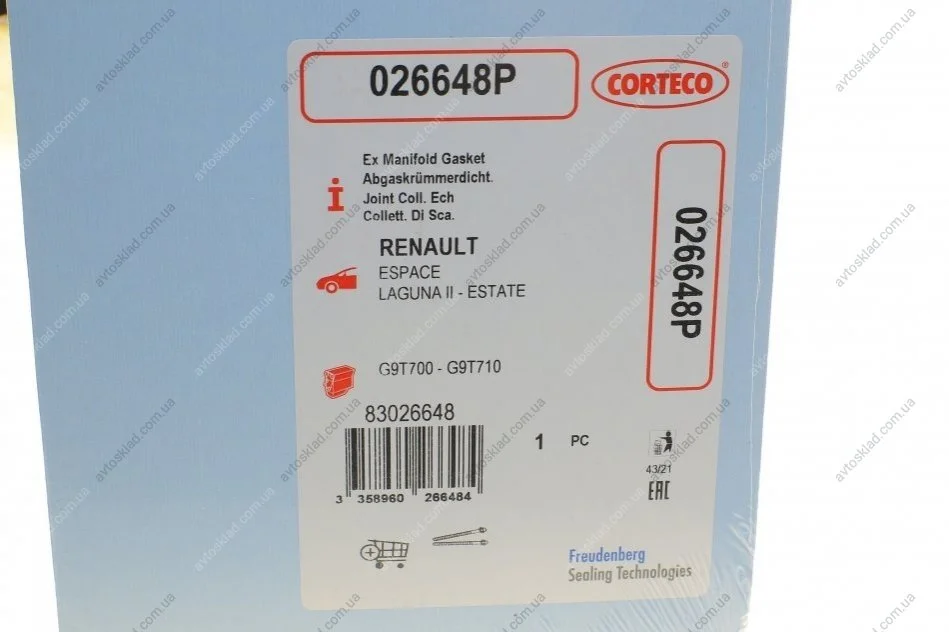 026648P
CORTECO®
Ex Manifold Gasket
Abgaskrümmerdicht.
Joint Coll. Ech
Collett. Di Sca.
RENAULT
ESPACE
LAGUNA II - ESTATE
026648P
G9T700 - G9T710
83026648
1 PC
3 358960 266484
43/21
EAC
Freudenberg
Sealing Technologies
avtosklad.com.ua